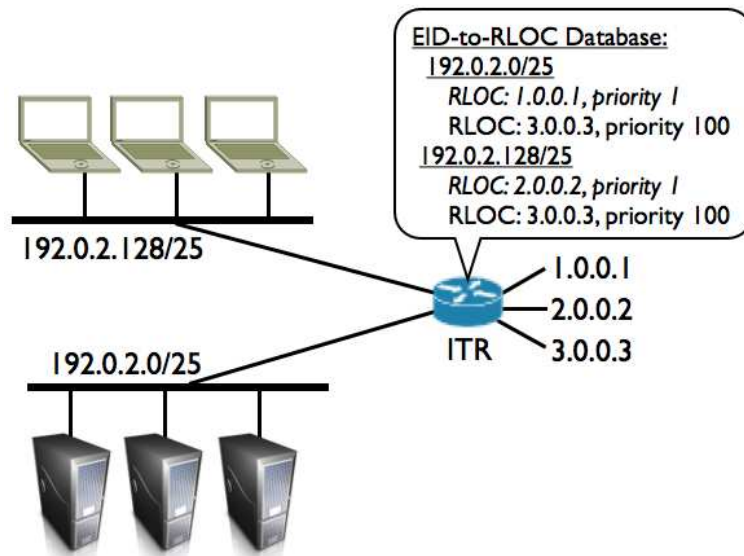 EID-to-RLOC Database:
192.0.2.0/25
RLOC: 1.0.0.1, priority 1
RLOC: 3.0.0.3, priority 100
192.0.2.128/25
RLOC: 2.0.0.2, priority 1
RLOC: 3.0.0.3, priority 100
192.0.2.128/25
1.0.0.1
2.0.0.2
ITR
3.0.0.3
192.0.2.0/25